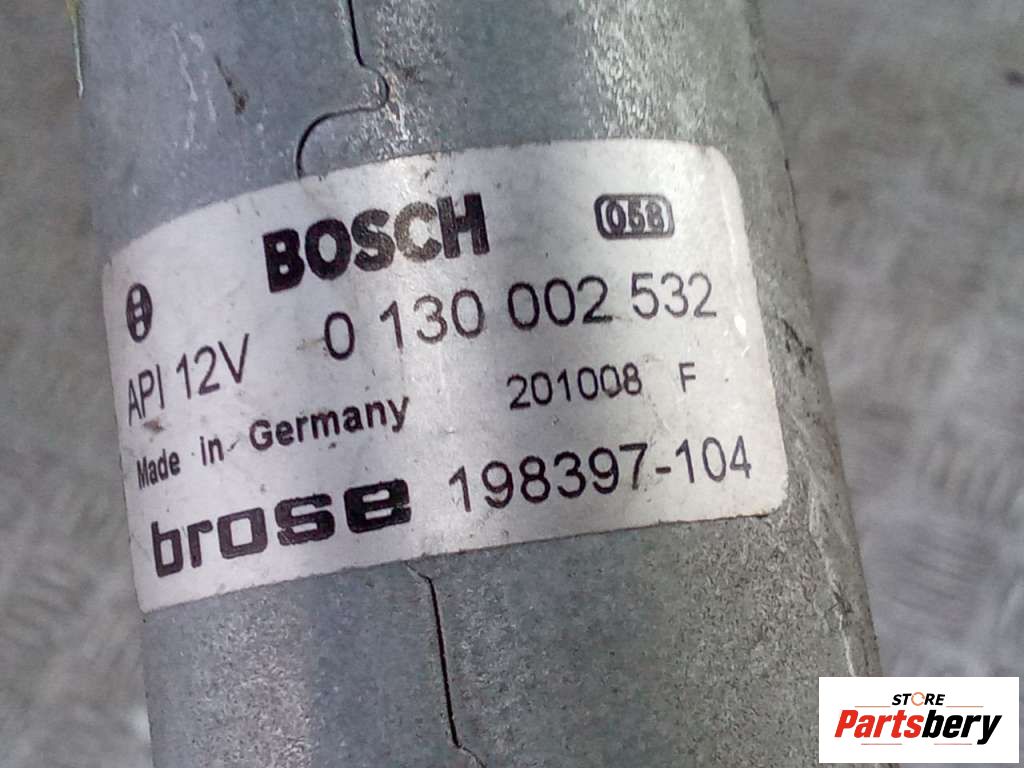 BOSCH 058
API 12V 0 130 002 532
Made in Germany 201008 F
brose 198397-104
STORE
Partsbery